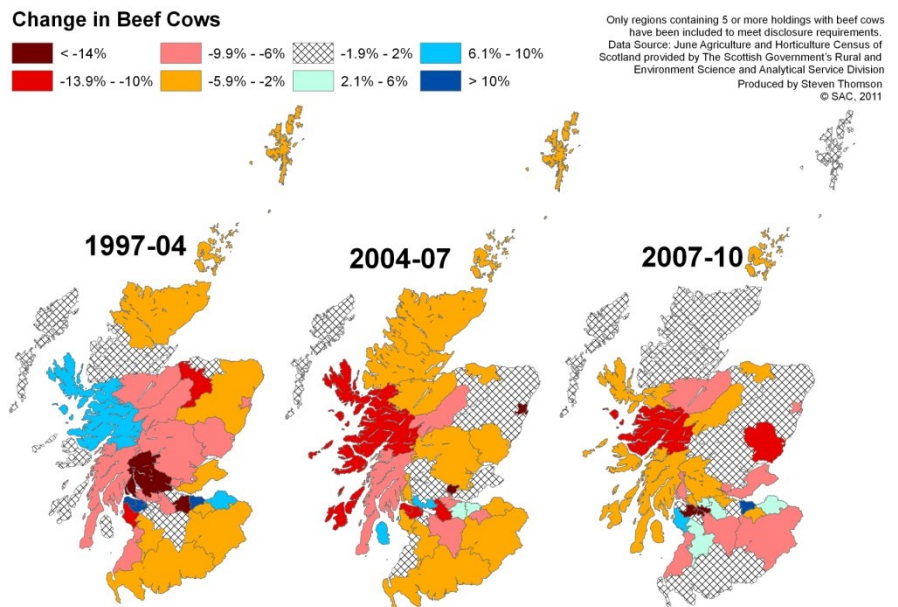 Change in Beef Cows
< -14%
-9.9% - -6%
-1.9% - 2%
6.1% - 10%
-13.9% - -10%
-5.9% - -2%
2.1% - 6%
> 10%
Only regions containing 5 or more holdings with beef cows
have been included to meet disclosure requirements.
Data Source: June Agriculture and Horticulture Census of
Scotland provided by The Scottish Government's Rural and
Environment Science and Analytical Service Division
Produced by Steven Thomson
© SAC, 2011
1997-04
2004-07
2007-10